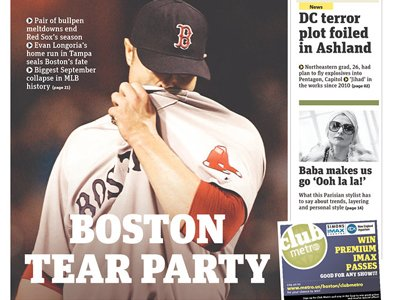 Pair of bullpen
meltdowns end
Red Sox's season
Evan Longoria's
home run in Tampa
seals Boston's fate
Biggest September
collapse in MLB
history (page 21)
B
BOSTON
BOSTON
TEAR PARTY
News
DC terror
plot foiled
in Ashland
Northeastern grad, 26, had
plan to fly explosives into
Pentagon, Capitol 'Jihad' in
the works since 2010 (page 02)
Baba makes us
go 'Ooh la la!'
What this Parisian stylist has
to say about trends, layering
and personal style (page 14)
club
metro
SIMONS
IMAX
WIN
PREMIUM
IMAX
PASSES
GOOD FOR ANY SHOW!!!
www.metro.us/boston/clubmetro